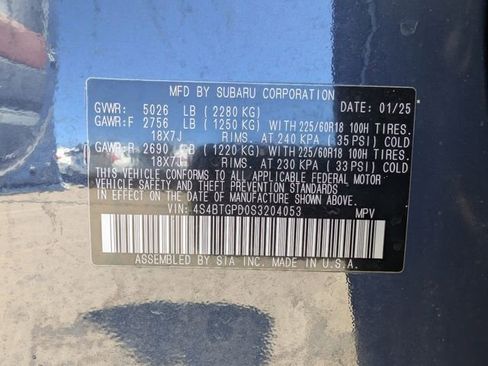 MFD BY SUBARU CORPORATION
GVWR: 5026 LB (2280 KG) DATE: 01/25
GAWR:F 2756 LB (1250 KG) WITH 225/60R18 100H TIRES.
18X7J RIMS. AT 240 KPA (35 PSI) COLD
GAWR:R 2690 LB (1220 KG) WITH 225/60R18 100H TIRES.
18X7J RIMS. AT 230 KPA (33 PSI) COLD
THIS VEHICLE CONFORMS TO ALL APPLICABLE FEDERAL MOTOR
VEHICLE SAFETY AND THEFT PREVENTION STANDARDS IN
EFFECT ON THE DATE OF MANUFACTURE SHOWN ABOVE.
VIN: 4S4BTGPD0S3204053 MPV
ASSEMBLED BY SIA INC. MADE IN U.S.A.